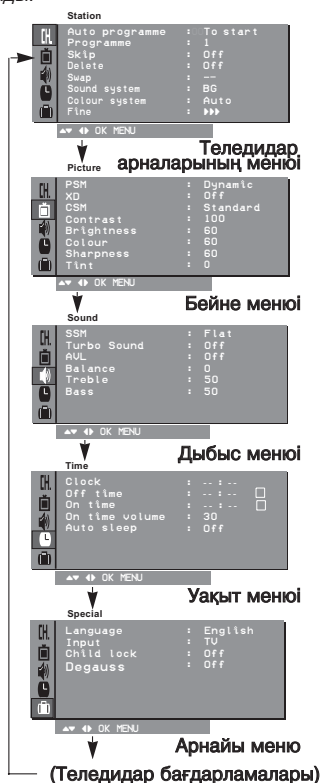 Station
CH.
Auto programme : To start
Programme : 1
Skip : Off
Delete : Off
Swap : --
Sound system : BG
Colour system : Auto
Fine : ►►►
▲▼ ◄► OK MENU
Теледидар
арналарының менюі
Picture
CH.
PSM : Dynamic
XD : Off
CSM : Standard
Contrast : 100
Brightness : 60
Colour : 60
Sharpness : 60
Tint : 0
▲▼ ◄► OK MENU
Бейне менюі
Sound
CH.
SSM : Flat
Turbo Sound : Off
AVL : Off
Balance : 0
Treble : 50
Bass : 50
▲▼ ◄► OK MENU
Дыбыс менюі
Time
CH.
Clock : -- : --
Off time : -- : -- □
On time : -- : -- □
On time volume : 30
Auto sleep : Off
▲▼ ◄► OK MENU
Уақыт менюі
Special
CH.
Language : English
Input : TV
Child lock : Off
Degauss : Off
▲▼ ◄► OK MENU
Арнайы меню
(Теледидар бағдарламалары)